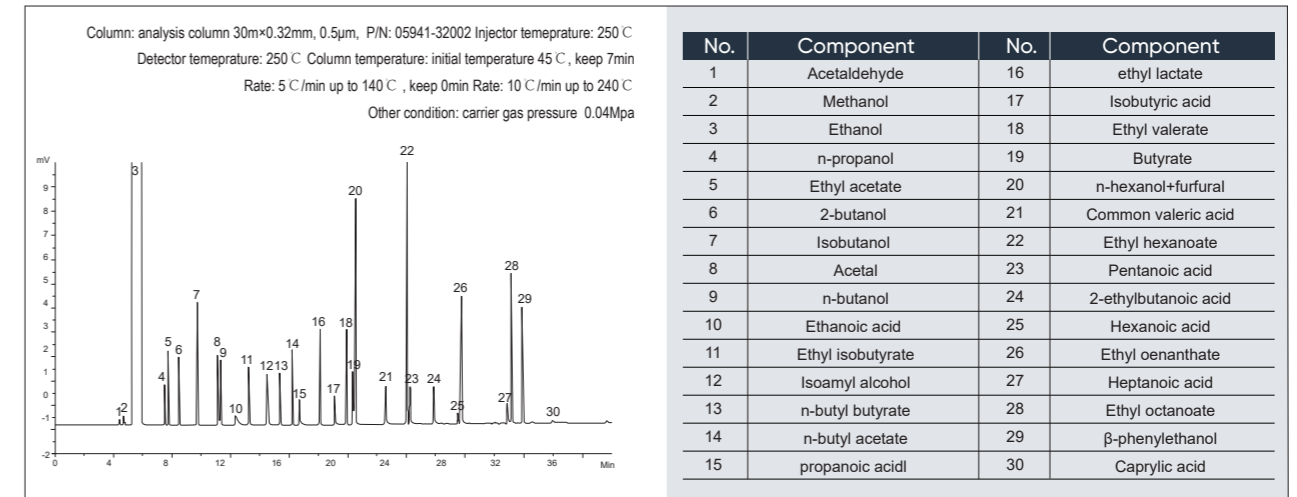 Column: analysis column 30m×0.32mm, 0.5μm, P/N: 05941-32002 Injector temeprature: 250℃
Detector temeprature: 250℃ Column temperature: initial temperature 45℃, keep 7min
Rate: 5℃/min up to 140℃ , keep 0min Rate: 10℃/min up to 240℃
Other condition: carrier gas pressure 0.04Mpa
mV
9
8
7
6
5
4
3
2
1
0
-1
-2
0 4 8 12 16 20 24 28 32 36 Min
1 2 3 4 5 6 7 8 9 10 11 12 13 14 15 16 17 18 19 20 21 22 23 24 25 26 27 28 29 30
No. Component No. Component
1 Acetaldehyde 16 ethyl lactate
2 Methanol 17 Isobutyric acid
3 Ethanol 18 Ethyl valerate
4 n-propanol 19 Butyrate
5 Ethyl acetate 20 n-hexanol+furfural
6 2-butanol 21 Common valeric acid
7 Isobutanol 22 Ethyl hexanoate
8 Acetal 23 Pentanoic acid
9 n-butanol 24 2-ethylbutanoic acid
10 Ethanoic acid 25 Hexanoic acid
11 Ethyl isobutyrate 26 Ethyl oenanthate
12 Isoamyl alcohol 27 Heptanoic acid
13 n-butyl butyrate 28 Ethyl octanoate
14 n-butyl acetate 29 β-phenylethanol
15 propanoic acidl 30 Caprylic acid